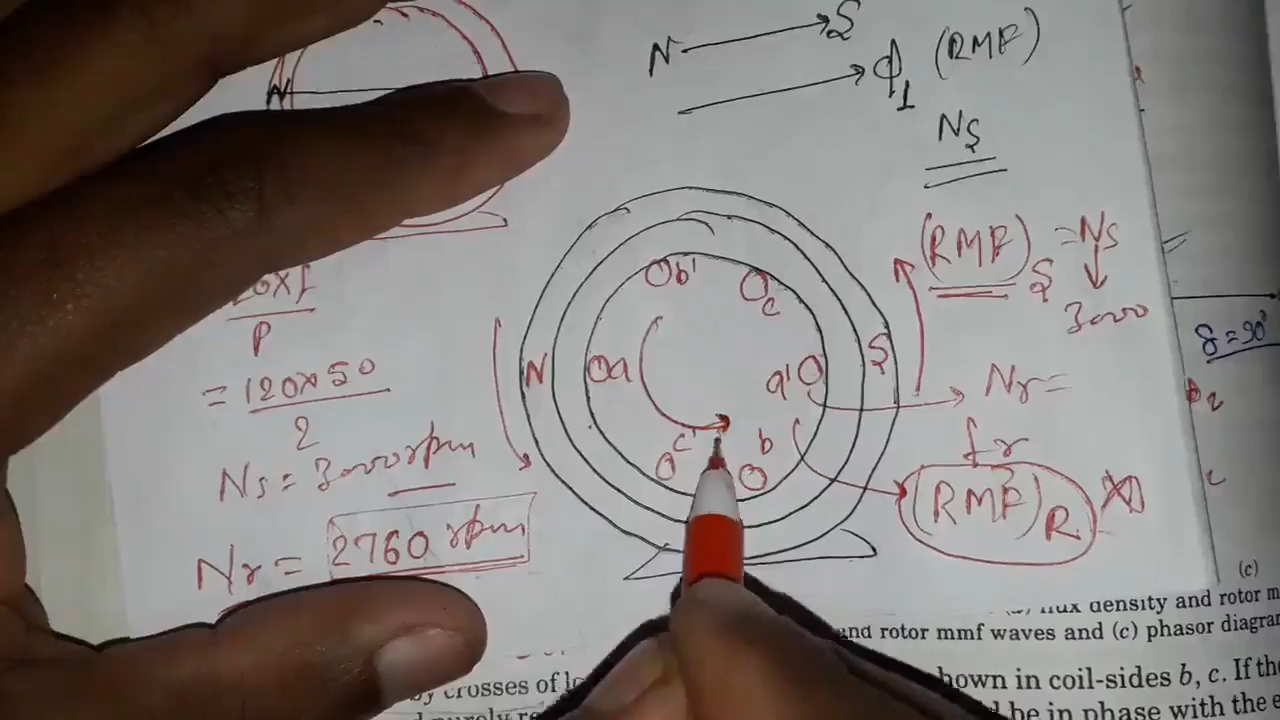 N → S
→ ϕ1 (RMF)
N
Ns
(RMF)S = Ns
↓
3000
P
= 120×50
2
Ns = 3000 rpm
Nr = 2760 rpm
Ob'
Oc
N
Oa
a'O
S
Nr =
fr
c'
O
b
O
(RMF)R
δ = 90°
(c)
flux density and rotor m
and rotor mmf waves and (c) phasor diagra
by crosses of
hown in coil-sides b, c. If the
be in phase with the e